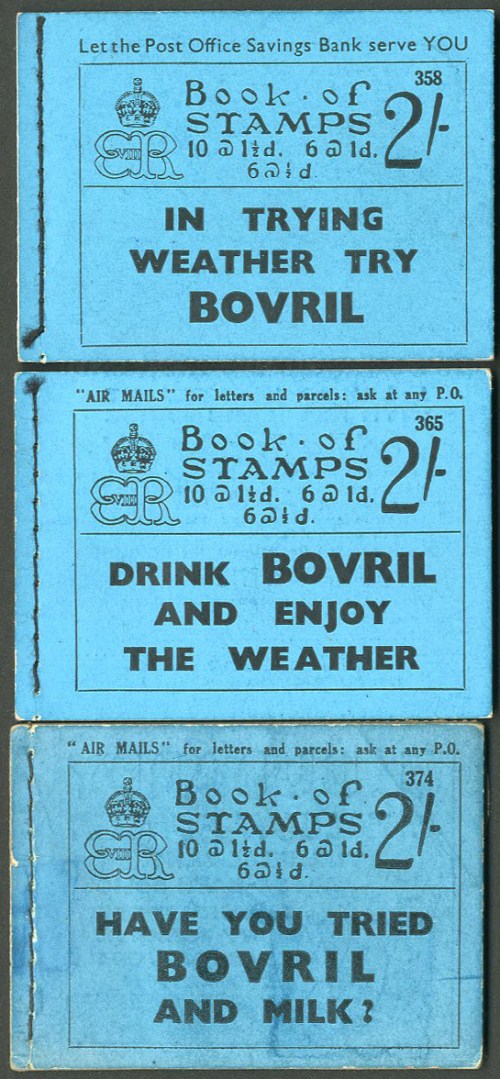 Let the Post Office Savings Bank serve YOU
358
Book · of
STAMPS 2/-
10 @ 1½d. 6 @ 1d.
6 @ ½d.
EVIIIR
IN TRYING
WEATHER TRY
BOVRIL
"AIR MAILS" for letters and parcels: ask at any P.O.
365
Book · of
STAMPS 2/-
10 @ 1½d. 6 @ 1d.
6 @ ½d.
EVIIIR
DRINK BOVRIL
AND ENJOY
THE WEATHER
"AIR MAILS" for letters and parcels: ask at any P.O.
374
Book · of
STAMPS 2/-
10 @ 1½d. 6 @ 1d.
6 @ ½d.
EVIIIR
HAVE YOU TRIED
BOVRIL
AND MILK?